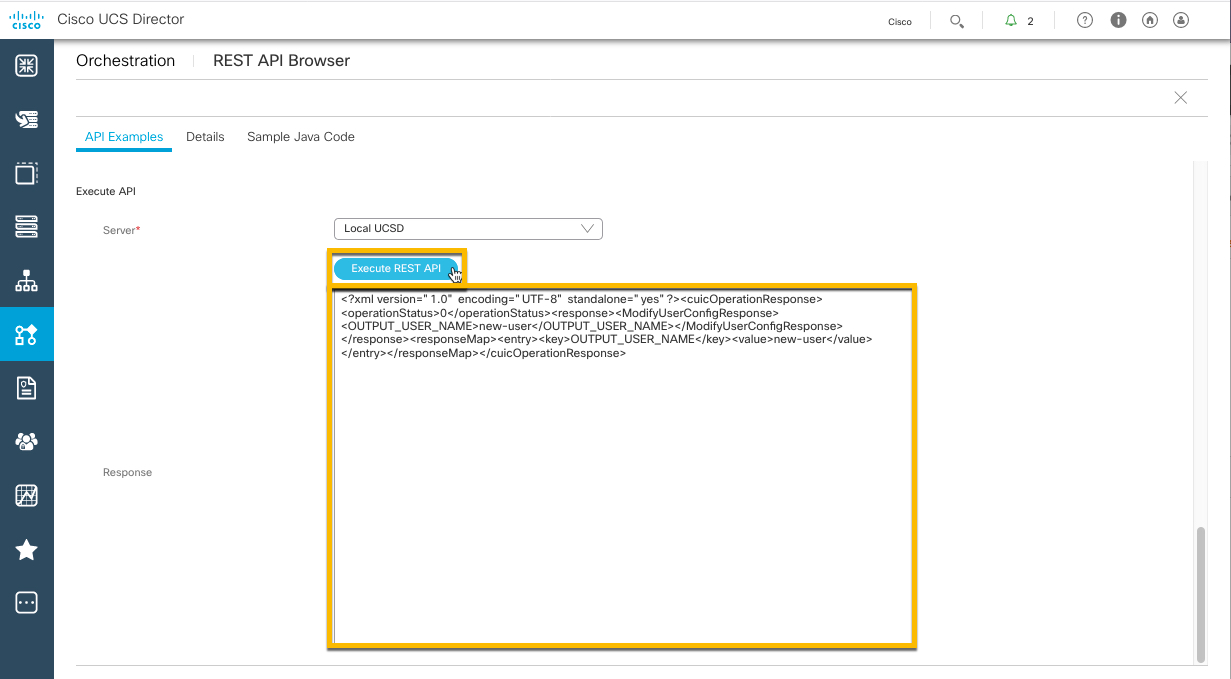 CISCO
Cisco UCS Director
Cisco
2
Orchestration
REST API Browser
API Examples
Details
Sample Java Code
Execute API
Server*
Local UCSD
Execute REST API
<?xml version="1.0" encoding="UTF-8" standalone="yes"?><cuicOperationResponse>
<operationStatus>0</operationStatus><response><ModifyUserConfigResponse>
<OUTPUT_USER_NAME>new-user</OUTPUT_USER_NAME></ModifyUserConfigResponse>
</response><responseMap><entry><key>OUTPUT_USER_NAME</key><value>new-user</value>
</entry></responseMap></cuicOperationResponse>
Response